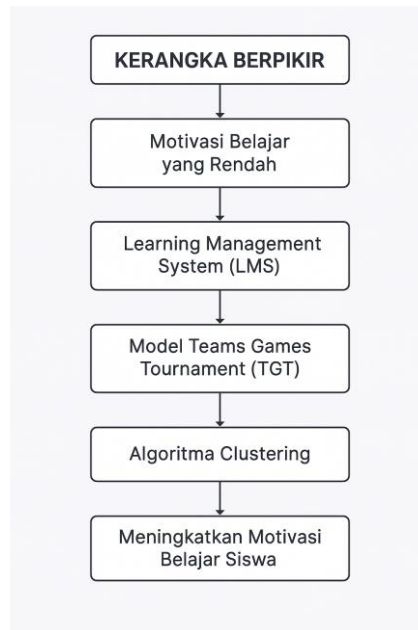 KERANGKA BERPIKIR
Motivasi Belajar
yang Rendah
Learning Management
System (LMS)
Model Teams Games
Tournament (TGT)
Algoritma Clustering
Meningkatkan Motivasi
Belajar Siswa